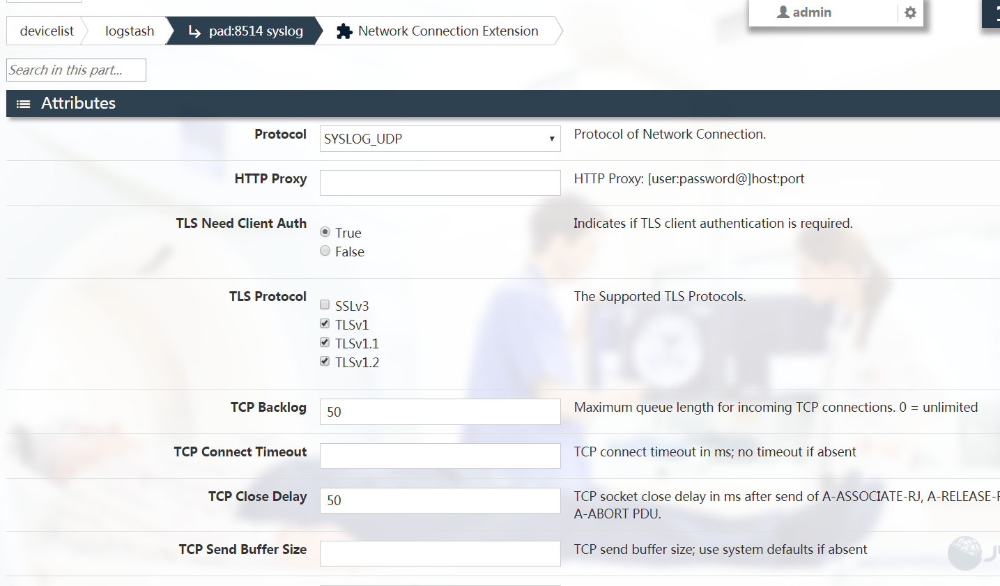 admin
devicelist
logstash
pad:8514 syslog
Network Connection Extension
Search in this part...
Attributes
Protocol
SYSLOG_UDP
Protocol of Network Connection.
HTTP Proxy
HTTP Proxy: [user:password@]host:port
TLS Need Client Auth
True
False
Indicates if TLS client authentication is required.
TLS Protocol
SSLv3
TLSv1
TLSv1.1
TLSv1.2
The Supported TLS Protocols.
TCP Backlog
50
Maximum queue length for incoming TCP connections. 0 = unlimited
TCP Connect Timeout
TCP connect timeout in ms; no timeout if absent
TCP Close Delay
50
TCP socket close delay in ms after send of A-ASSOCIATE-RJ, A-RELEASE-
A-ABORT PDU.
TCP Send Buffer Size
TCP send buffer size; use system defaults if absent